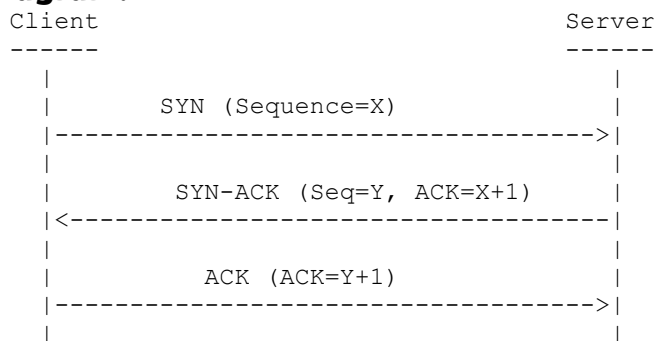 Client                                     Server
------                                     ------
  |                                          |
  |       SYN (Sequence=X)                   |
  |----------------------------------------->|
  |                                          |
  |        SYN-ACK (Seq=Y, ACK=X+1)          |
  |<-----------------------------------------|
  |                                          |
  |          ACK (ACK=Y+1)                   |
  |----------------------------------------->|
  |                                          |